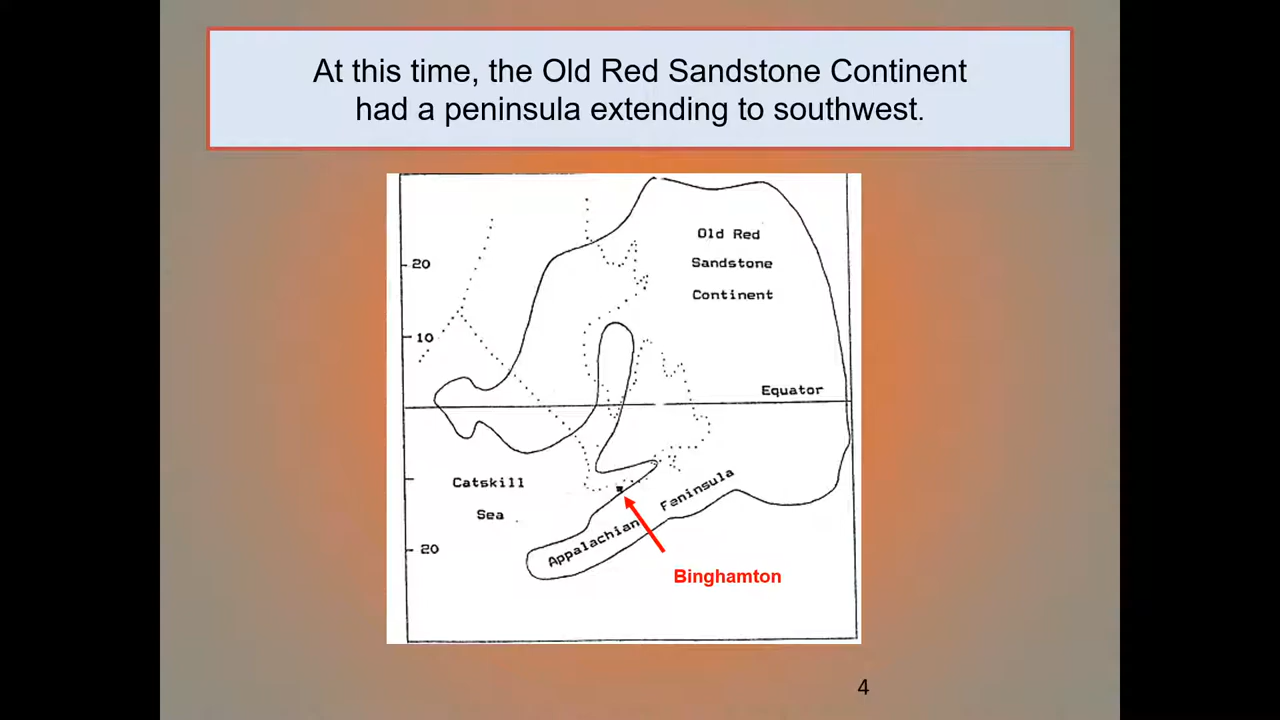 At this time, the Old Red Sandstone Continent
had a peninsula extending to southwest.
Old Red
Sandstone
Continent
20
10
Equator
Catskill
Sea
Appalachian Peninsula
20
Binghamton
4